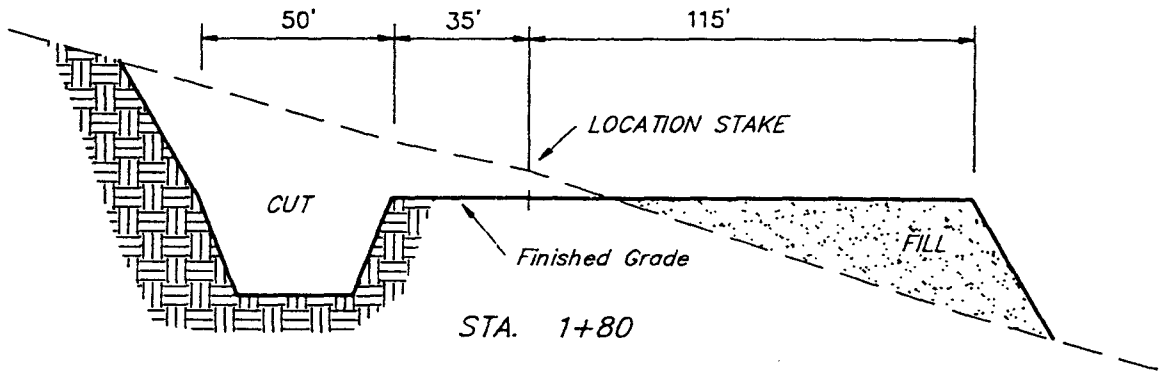 50' 35' 115'
LOCATION STAKE
CUT
FILL
Finished Grade
STA. 1+80